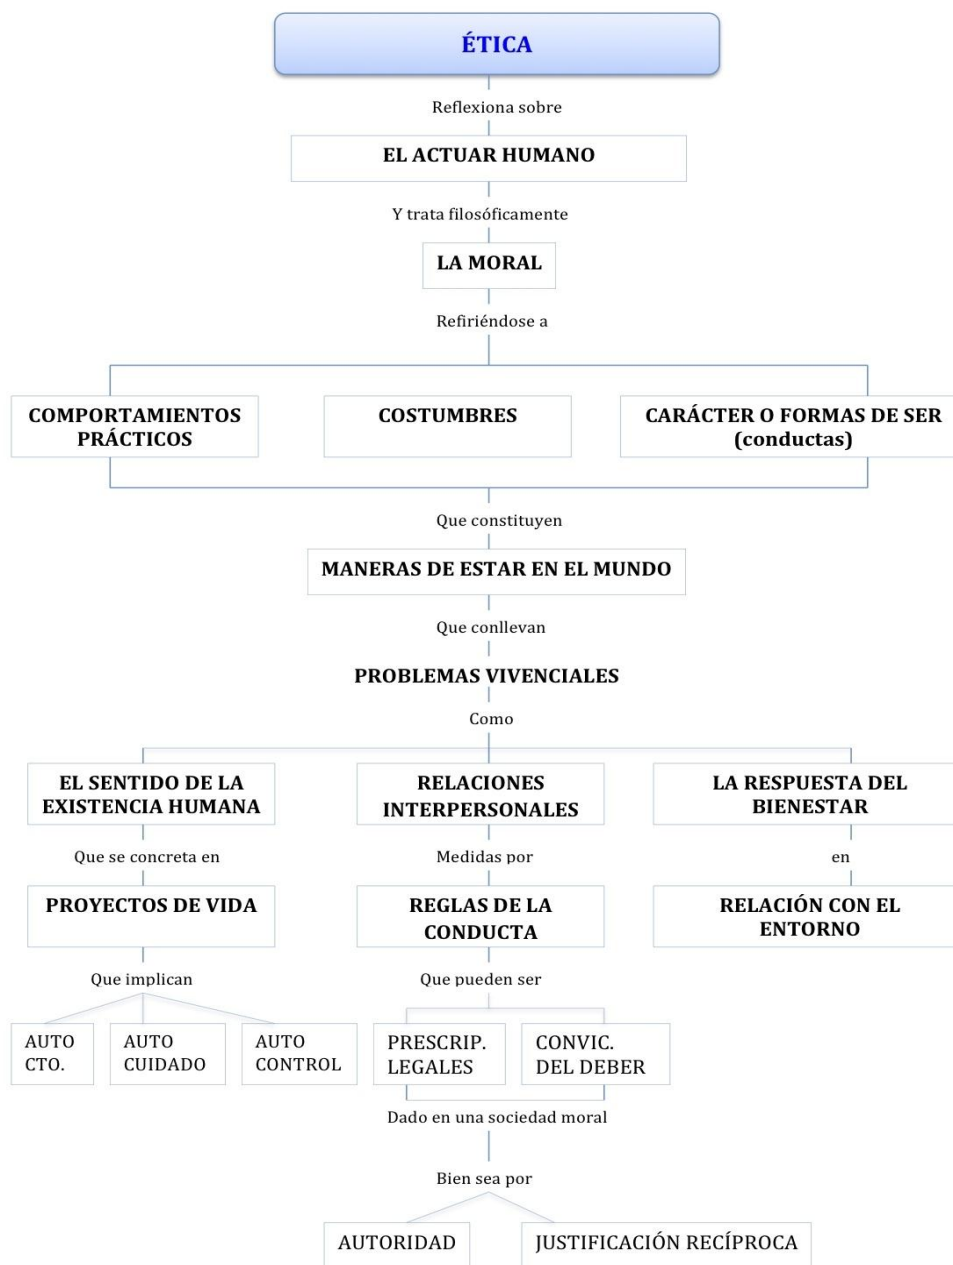 ÉTICA
Reflexiona sobre
EL ACTUAR HUMANO
Y trata filosóficamente
LA MORAL
Refiriéndose a
COMPORTAMIENTOS
PRÁCTICOS
COSTUMBRES
CARÁCTER O FORMAS DE SER
(conductas)
Que constituyen
MANERAS DE ESTAR EN EL MUNDO
Que conllevan
PROBLEMAS VIVENCIALES
Como
EL SENTIDO DE LA
EXISTENCIA HUMANA
RELACIONES
INTERPERSONALES
LA RESPUESTA DEL
BIENESTAR
Que se concreta en
Medidas por
en
PROYECTOS DE VIDA
REGLAS DE LA
CONDUCTA
RELACIÓN CON EL
ENTORNO
Que implican
Que pueden ser
AUTO
CTO.
AUTO
CUIDADO
AUTO
CONTROL
PRESCRIP.
LEGALES
CONVIC.
DEL DEBER
Dado en una sociedad moral
Bien sea por
AUTORIDAD
JUSTIFICACIÓN RECÍPROCA